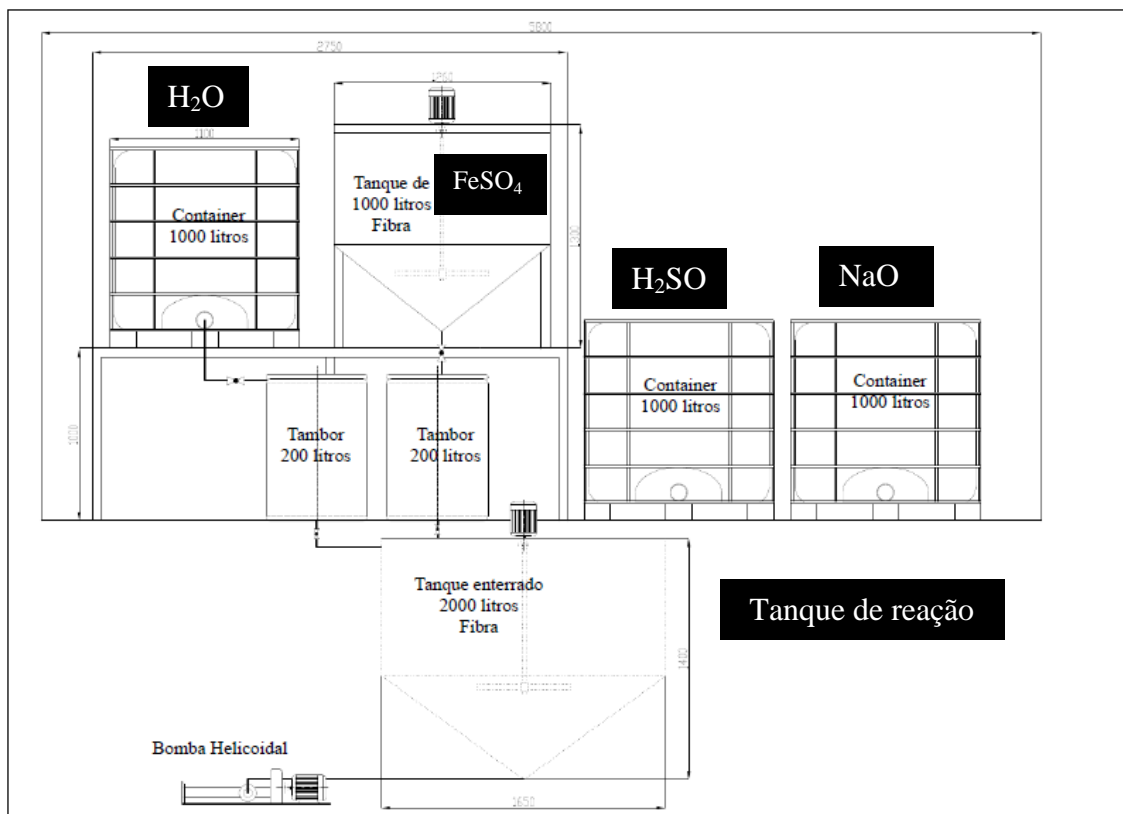 5800
2750
1260
H₂O
1100
Tanque de
1000 litros
Fibra
FeSO₄
Container
1000 litros
1300
H₂SO
NaO
Container
1000 litros
Container
1000 litros
1000
Tambor
200 litros
Tambor
200 litros
Tanque enterrado
2000 litros
Fibra
Tanque de reação
1400
Bomba Helicoidal
1650